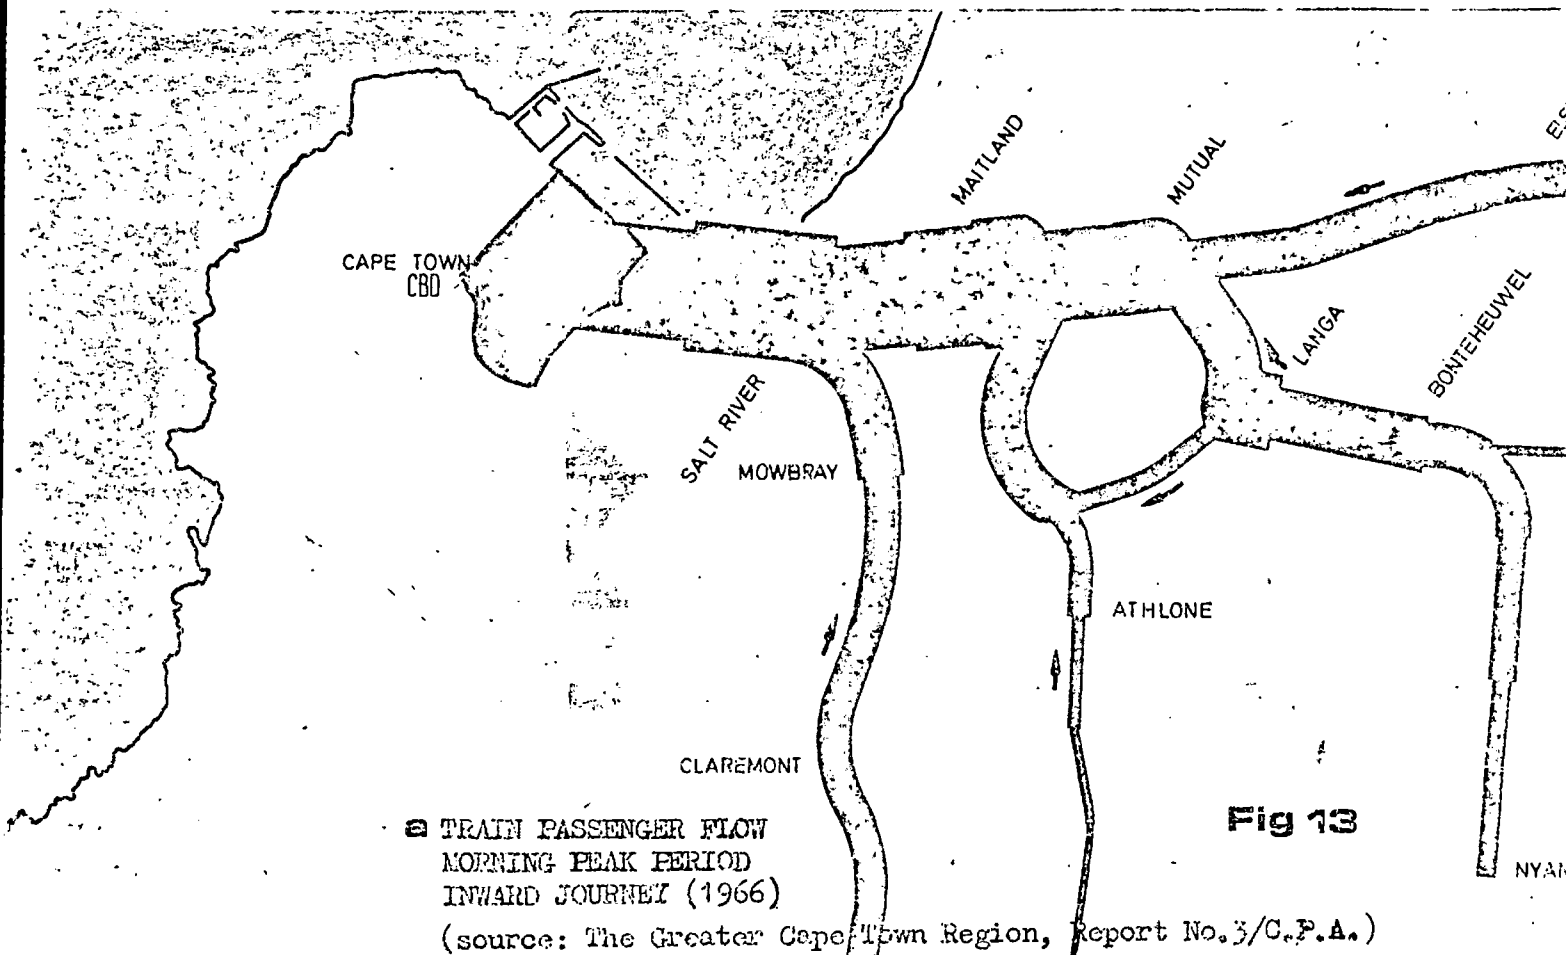 MAITLAND
MUTUAL
CAPE TOWN
CBD
LANGA
BONTEHEUWEL
SALT RIVER
MOWBRAY
ATHLONE
CLAREMONT
a TRAIN PASSENGER FLOW
MORNING PEAK PERIOD
INWARD JOURNEY (1966)
(source: The Greater Cape Town Region, Report No.3/C.P.A.)
Fig 13
NYAN